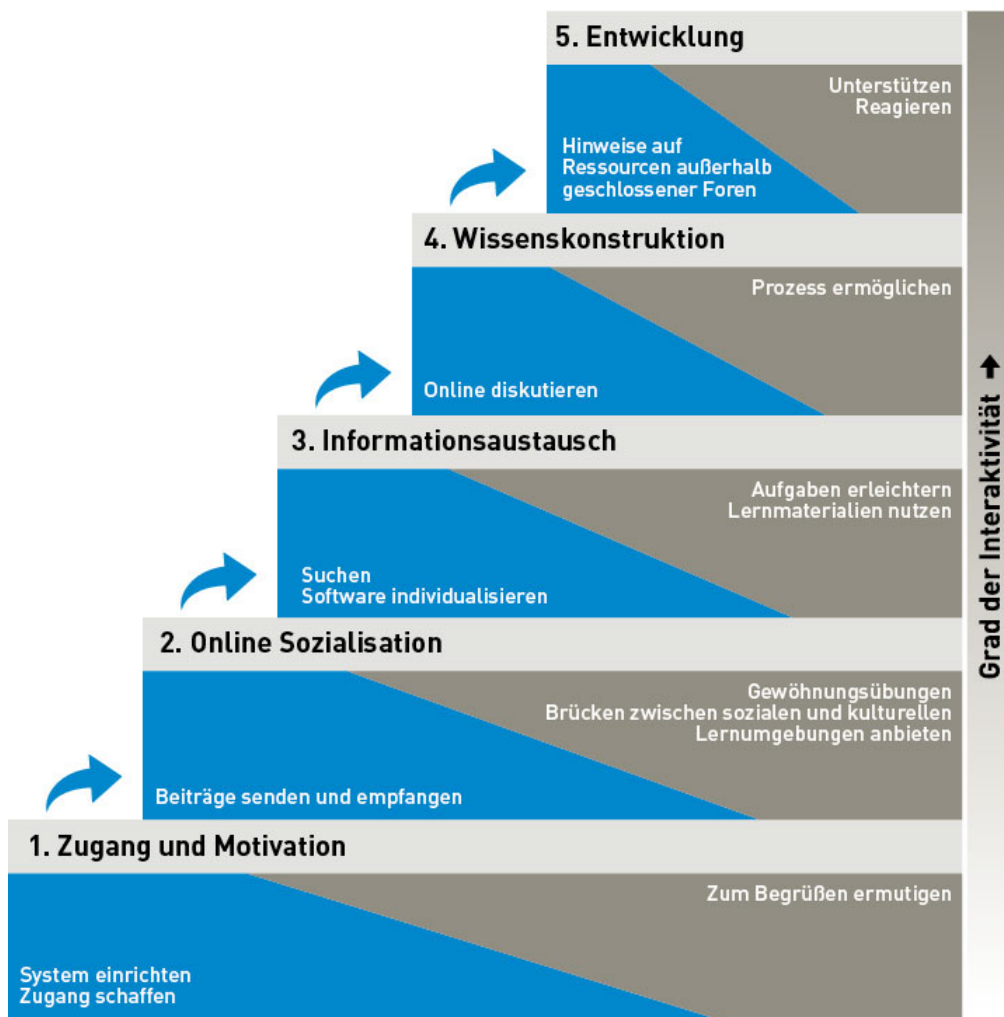 5. Entwicklung
Unterstützen
Reagieren
Hinweise auf
Ressourcen außerhalb
geschlossener Foren
4. Wissenskonstruktion
Prozess ermöglichen
Online diskutieren
3. Informationsaustausch
Aufgaben erleichtern
Lernmaterialien nutzen
Suchen
Software individualisieren
2. Online Sozialisation
Gewöhnungsübungen
Brücken zwischen sozialen und kulturellen
Lernumgebungen anbieten
Beiträge senden und empfangen
1. Zugang und Motivation
Zum Begrüßen ermutigen
System einrichten
Zugang schaffen
Grad der Interaktivität